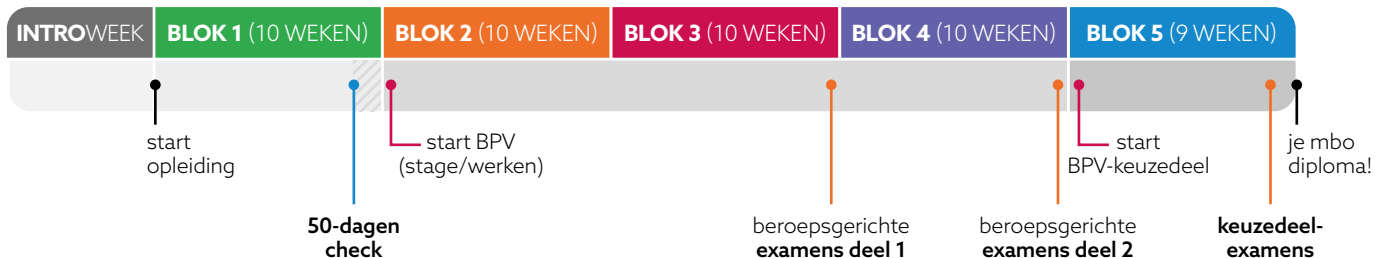 INTROWEEK
BLOK 1 (10 WEKEN)
BLOK 2 (10 WEKEN)
BLOK 3 (10 WEKEN)
BLOK 4 (10 WEKEN)
BLOK 5 (9 WEKEN)
start
opleiding
start BPV
(stage/werken)
start
BPV-keuzedeel
je mbo
diploma!
50-dagen
check
beroepsgerichte
examens deel 1
beroepsgerichte
examens deel 2
keuzedeel-
examens